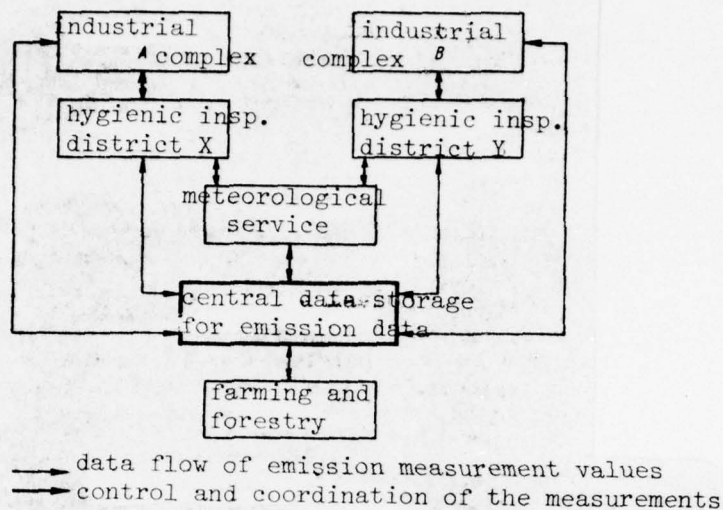 industrial
A complex
industrial
complex B
hygienic insp.
district X
hygienic insp.
district Y
meteorological
service
central data storage
for emission data
farming and
forestry
data flow of emission measurement values
control and coordination of the measurements